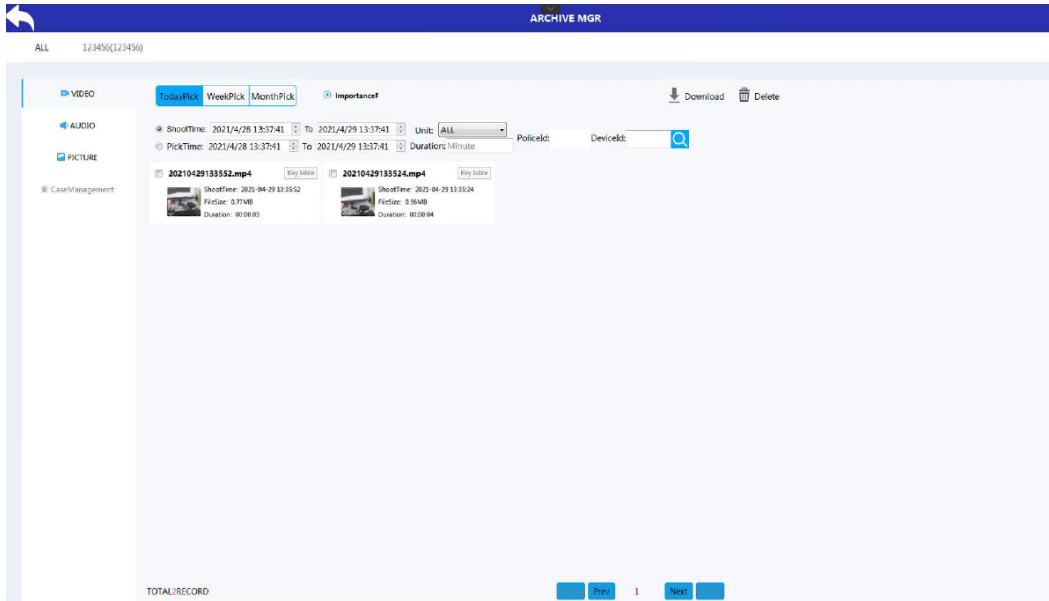 ARCHIVE MGR
ALL 123456(123456)
VIDEO
AUDIO
PICTURE
CaseManagement
TodayPick WeekPick MonthPick ImportanceF Download Delete
ShootTime: 2021/4/28 13:37:41 To 2021/4/29 13:37:41 Unit: ALL PoliceId: DeviceId:
PickTime: 2021/4/28 13:37:41 To 2021/4/29 13:37:41 Duration: Minute
20210429133552.mp4 Key lable
ShootTime: 2021-04-29 13:35:52
FileSize: 0.77MB
Duration: 00:00:03
20210429133524.mp4 Key lable
ShootTime: 2021-04-29 13:35:24
FileSize: 0.96MB
Duration: 00:00:04
TOTAL2RECORD Prev 1 Next